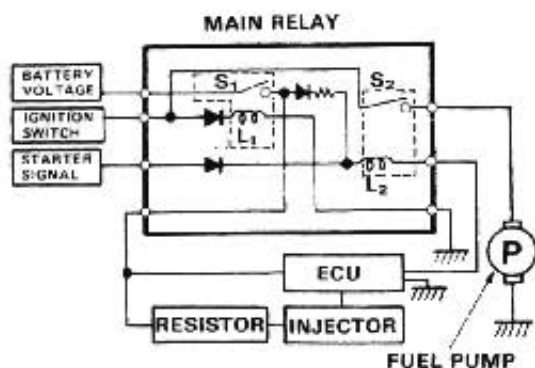 MAIN RELAY
BATTERY
VOLTAGE
IGNITION
SWITCH
STARTER
SIGNAL
S1
L1
S2
L2
ECU
RESISTOR
INJECTOR
P
FUEL PUMP